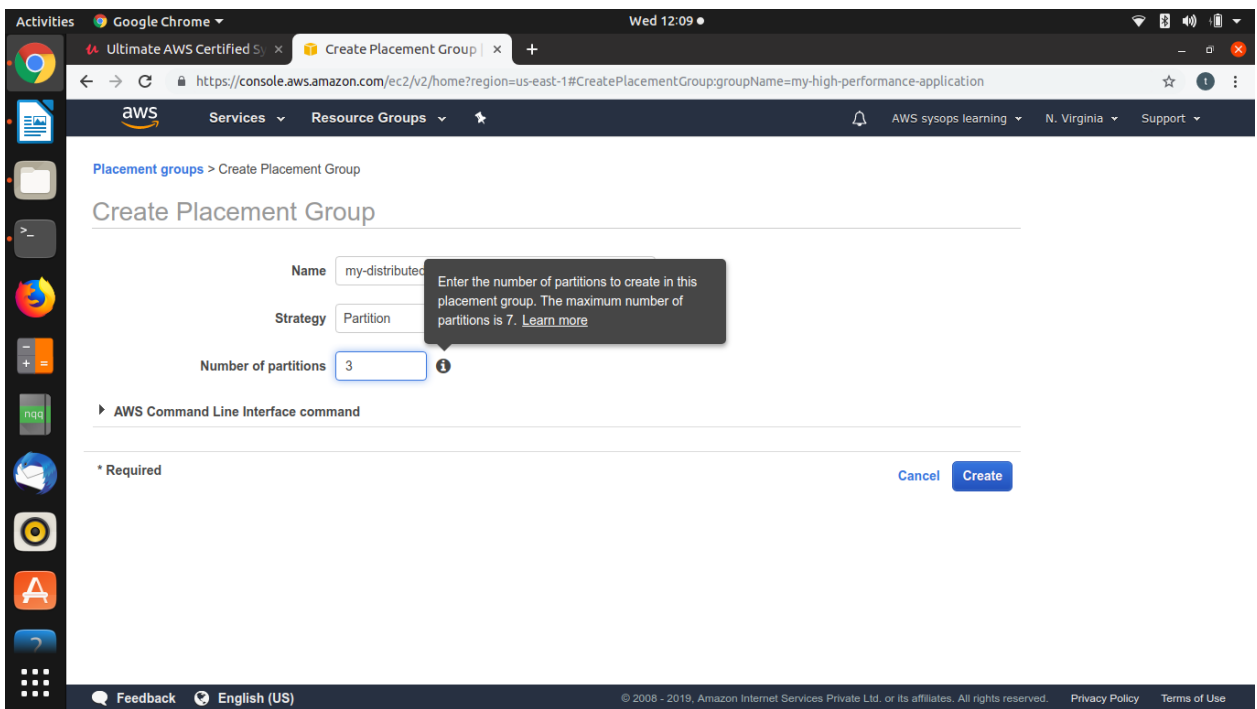 Activities Google Chrome Wed 12:09
Ultimate AWS Certified Sy Create Placement Group |
https://console.aws.amazon.com/ec2/v2/home?region=us-east-1#CreatePlacementGroup:groupName=my-high-performance-application t
aws Services Resource Groups AWS sysops learning N. Virginia Support
Placement groups > Create Placement Group
Create Placement Group
Name my-distributed
Enter the number of partitions to create in this
placement group. The maximum number of
partitions is 7. Learn more
Strategy Partition
Number of partitions 3
AWS Command Line Interface command
* Required
Cancel Create
nqq
Feedback English (US) © 2008 - 2019, Amazon Internet Services Private Ltd. or its affiliates. All rights reserved. Privacy Policy Terms of Use